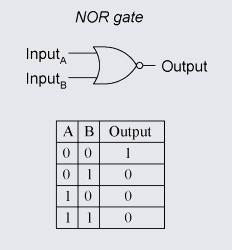 NOR gate
Input_A
Output
Input_B
A B Output
0 0 1
0 1 0
1 0 0
1 1 0